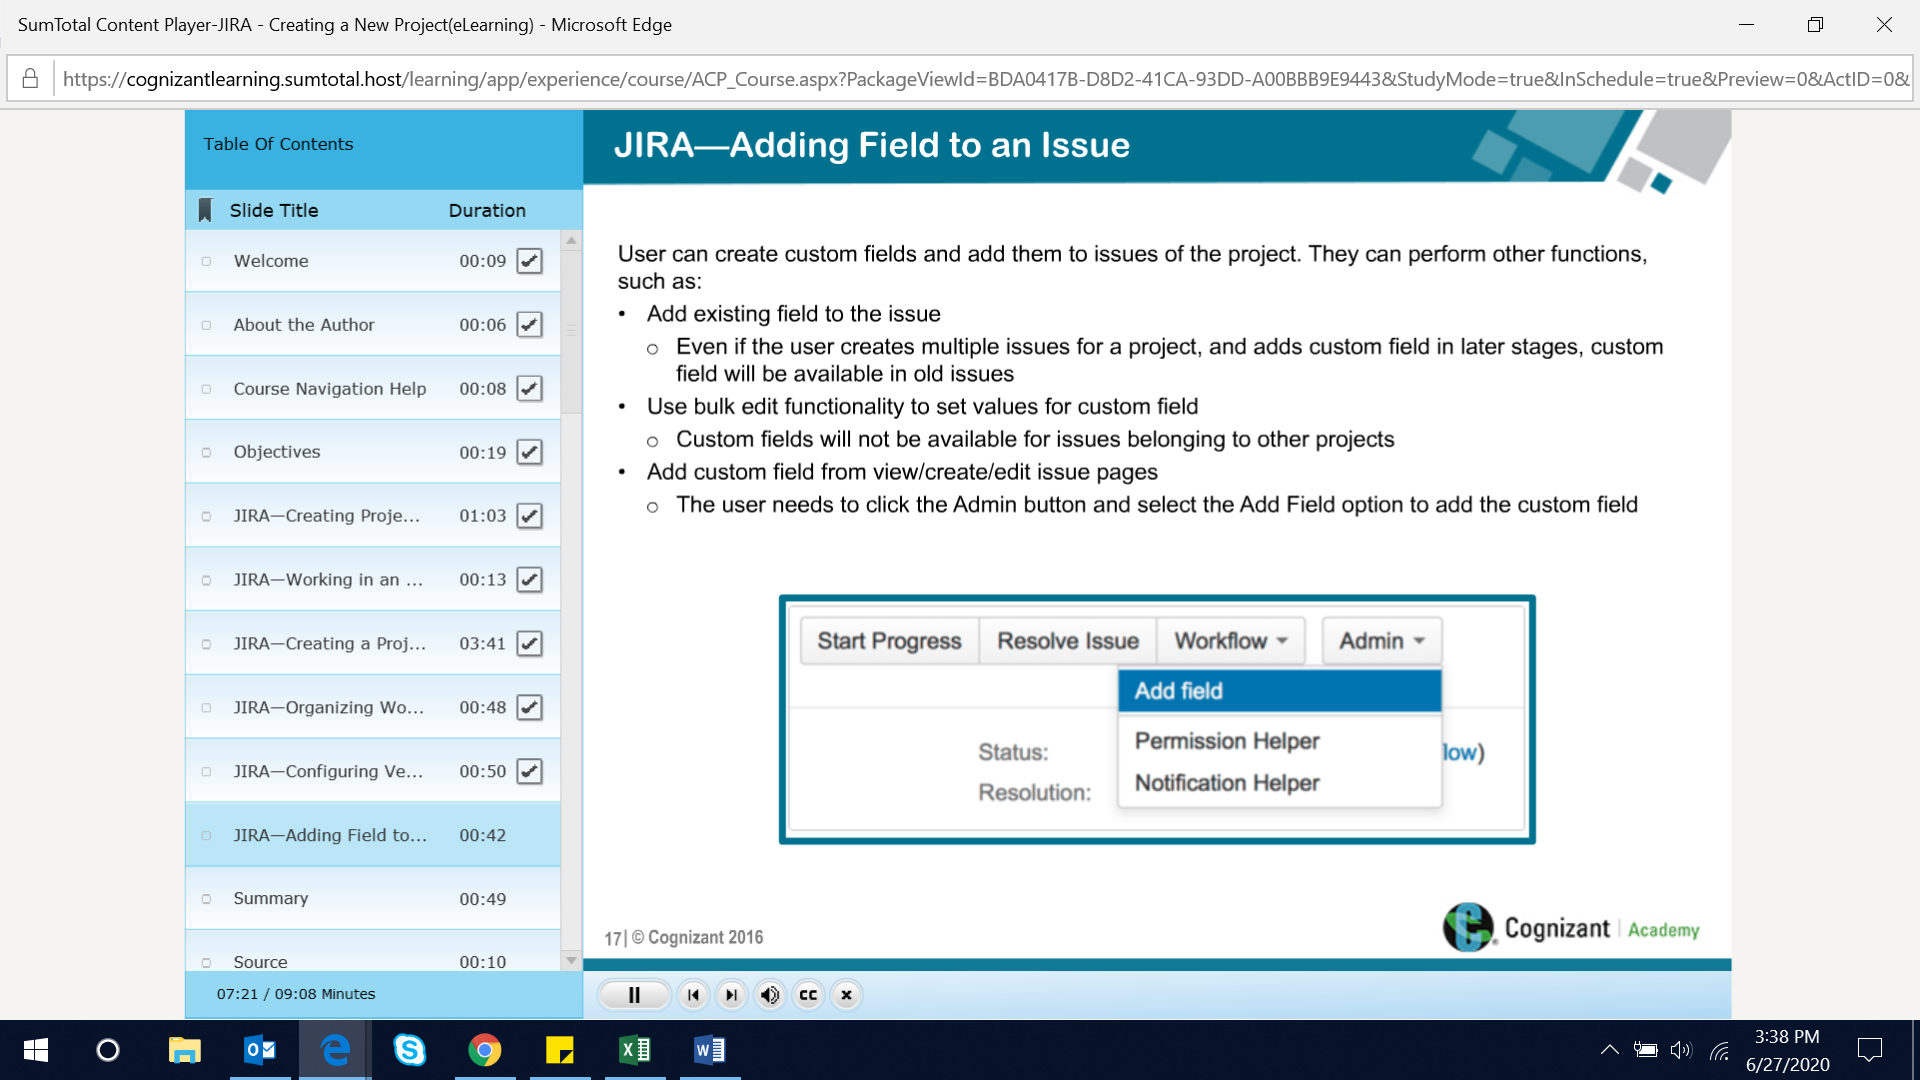 SumTotal Content Player-JIRA - Creating a New Project(eLearning) - Microsoft Edge
https://cognizantlearning.sumtotal.host/learning/app/experience/course/ACP_Course.aspx?PackageViewId=BDA0417B-D8D2-41CA-93DD-A00BBB9E9443&StudyMode=true&InSchedule=true&Preview=0&ActID=0&
Table Of Contents
Slide Title Duration
Welcome 00:09
About the Author 00:06
Course Navigation Help 00:08
Objectives 00:19
JIRA—Creating Proje... 01:03
JIRA—Working in an ... 00:13
JIRA—Creating a Proj... 03:41
JIRA—Organizing Wo... 00:48
JIRA—Configuring Ve... 00:50
JIRA—Adding Field to... 00:42
Summary 00:49
Source 00:10
07:21 / 09:08 Minutes
JIRA—Adding Field to an Issue
User can create custom fields and add them to issues of the project. They can perform other functions,
such as:
• Add existing field to the issue
o Even if the user creates multiple issues for a project, and adds custom field in later stages, custom
field will be available in old issues
• Use bulk edit functionality to set values for custom field
o Custom fields will not be available for issues belonging to other projects
• Add custom field from view/create/edit issue pages
o The user needs to click the Admin button and select the Add Field option to add the custom field
Start Progress Resolve Issue Workflow Admin
Add field
Permission Helper
Notification Helper
Status: low)
Resolution:
17| © Cognizant 2016
Cognizant | Academy
CC
3:38 PM
6/27/2020